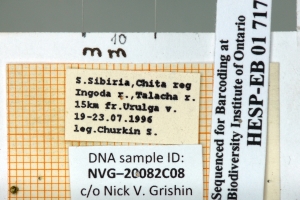 10
mm
S.Sibiria,Chita reg
Ingoda r.,Talacha r.
15km fr.Urulga v.
19-23.07.1996
leg.Churkin S.
DNA sample ID:
NVG–20082C08
c/o Nick V. Grishin
Sequenced for Barcoding at
Biodiversity Institute of Ontario
HESP-EB 01 717